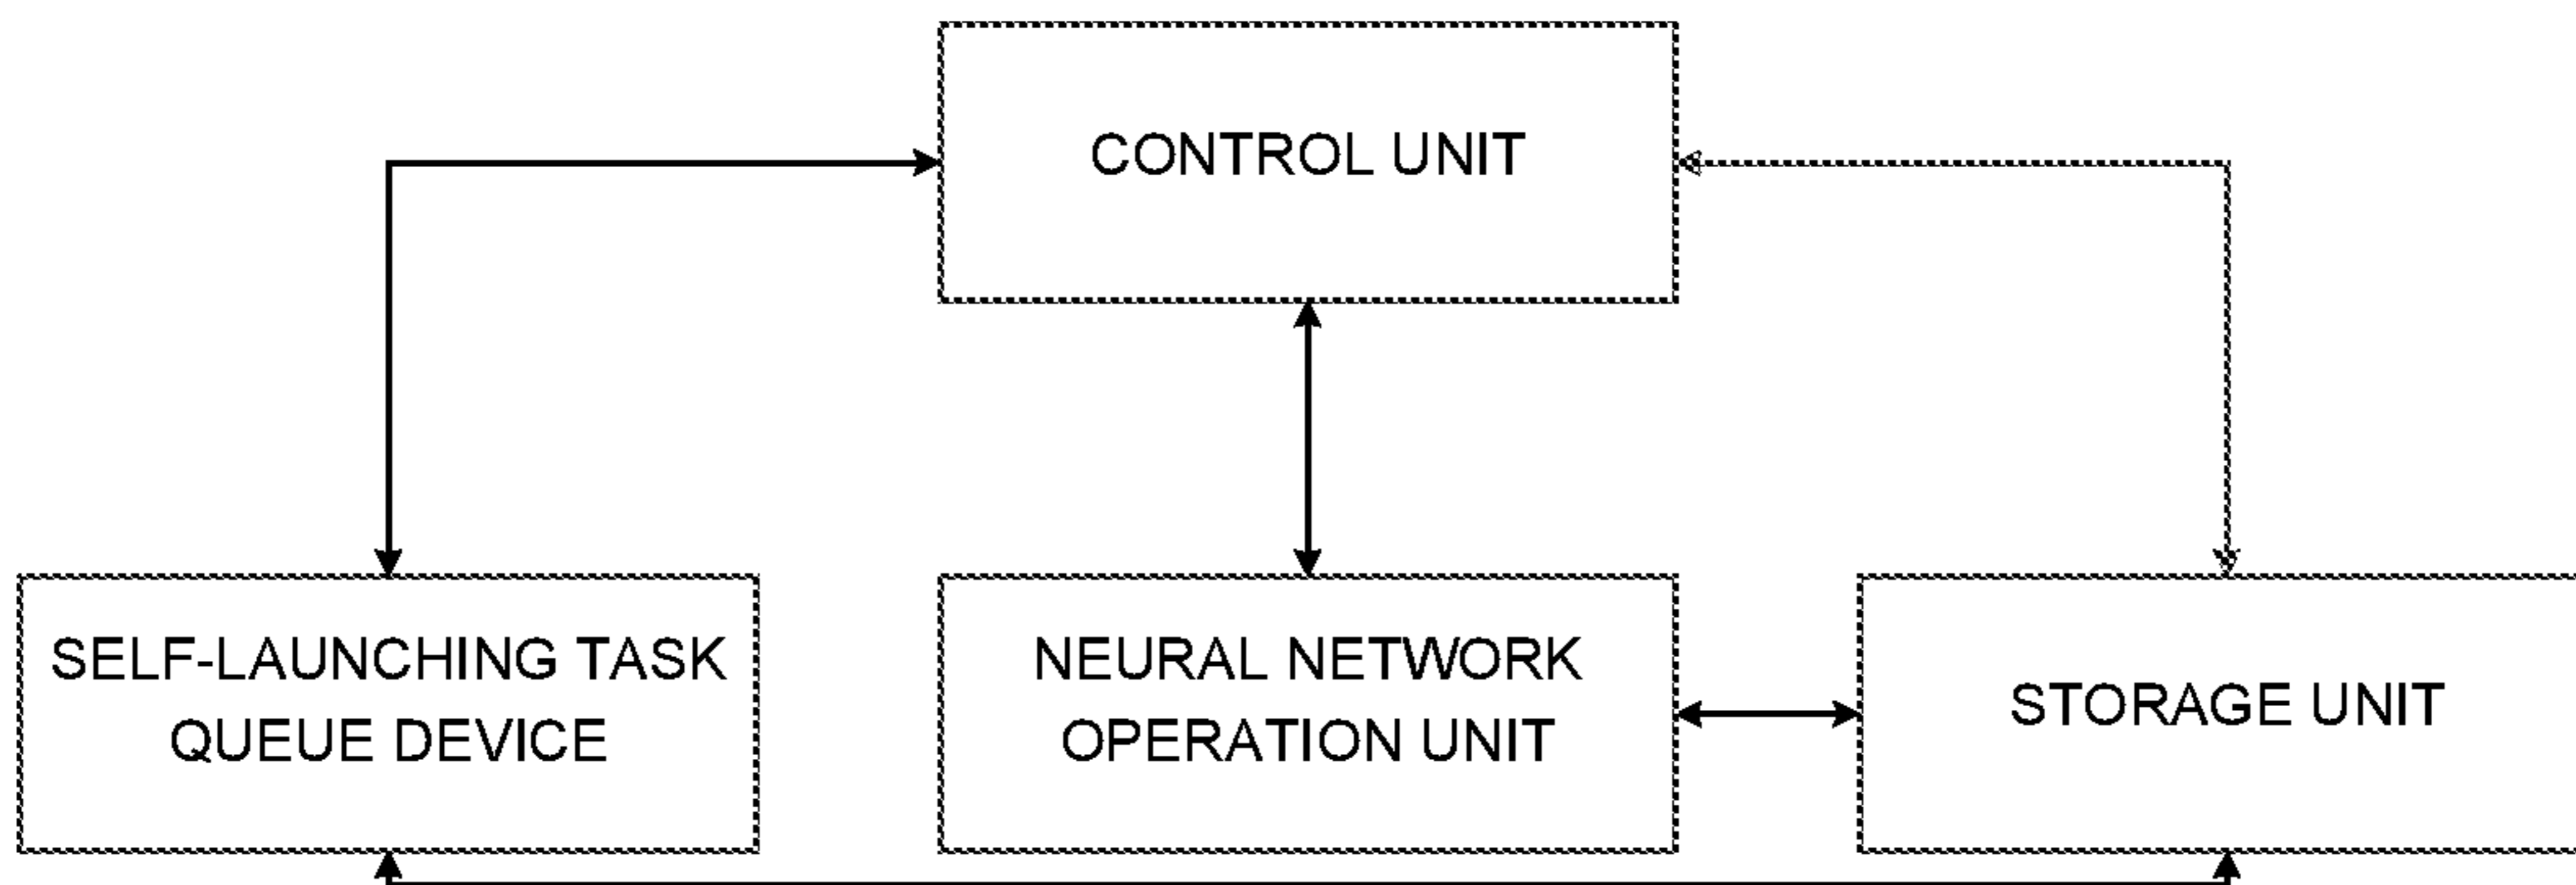 CONTROL UNIT
SELF-LAUNCHING TASK
QUEUE DEVICE
NEURAL NETWORK
OPERATION UNIT
STORAGE UNIT